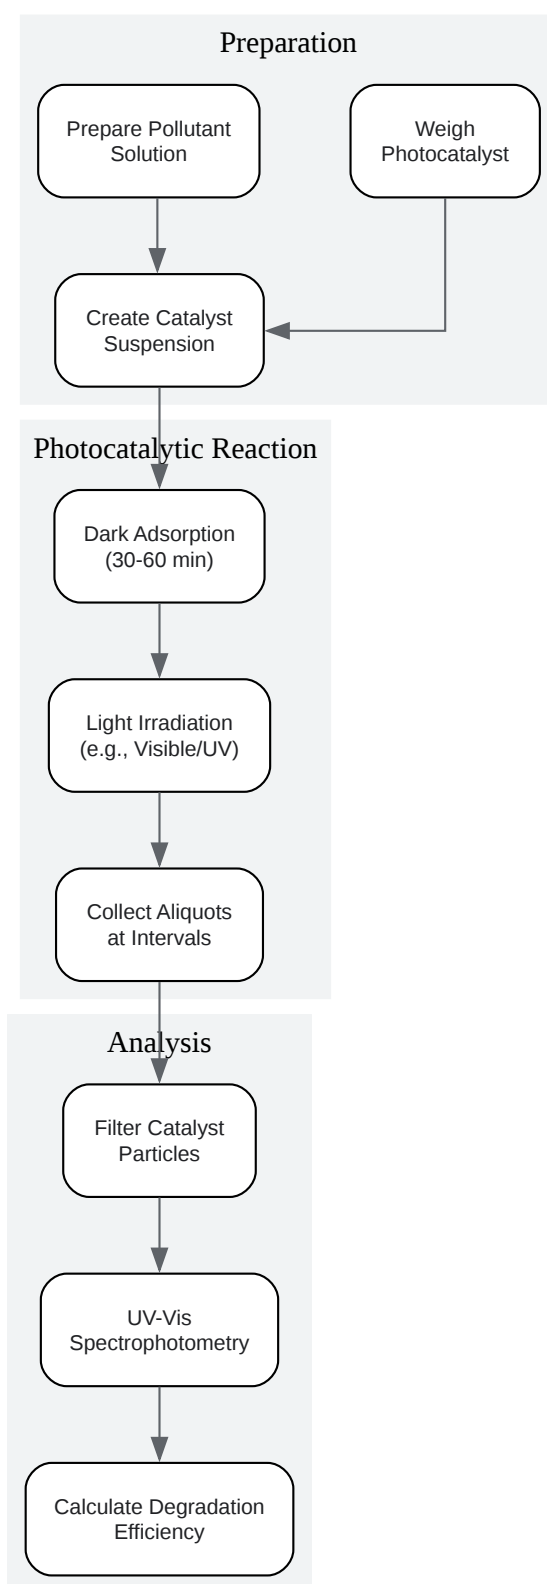 Preparation
Prepare Pollutant
Solution
Weigh
Photocatalyst
Create Catalyst
Suspension
Photocatalytic Reaction
Dark Adsorption
(30-60 min)
Light Irradiation
(e.g., Visible/UV)
Collect Aliquots
at Intervals
Analysis
Filter Catalyst
Particles
UV-Vis
Spectrophotometry
Calculate Degradation
Efficiency